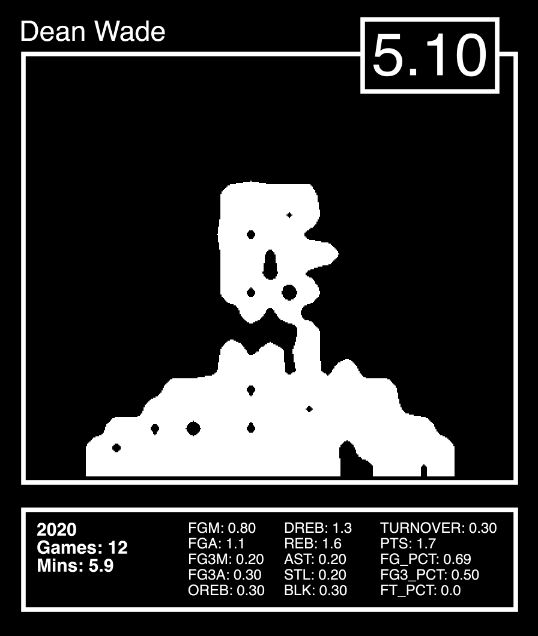 Dean Wade
5.10
2020
Games: 12
Mins: 5.9
FGM: 0.80
FGA: 1.1
FG3M: 0.20
FG3A: 0.30
OREB: 0.30
DREB: 1.3
REB: 1.6
AST: 0.20
STL: 0.20
BLK: 0.30
TURNOVER: 0.30
PTS: 1.7
FG_PCT: 0.69
FG3_PCT: 0.50
FT_PCT: 0.0